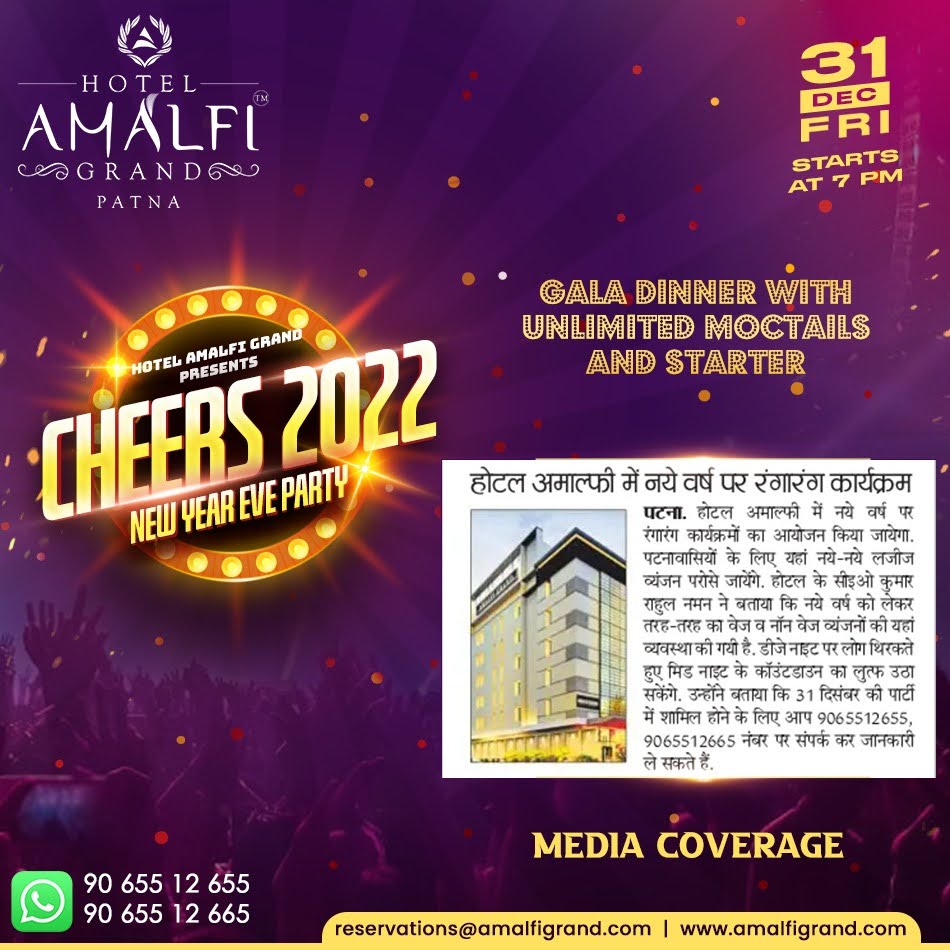 HOTEL
AMALFI™
GRAND
PATNA
31
DEC
FRI
STARTS
AT 7 PM
HOTEL AMALFI GRAND
PRESENTS
CHEERS 2022
NEW YEAR EVE PARTY
GALA DINNER WITH
UNLIMITED MOCTAILS
AND STARTER
होटल अमाल्फी में नये वर्ष पर रंगारंग कार्यक्रम
पटना. होटल अमाल्फी में नये वर्ष पर
रंगारंग कार्यक्रमों का आयोजन किया जायेगा.
पटनावासियों के लिए यहां नये-नये लजीज
व्यंजन परोसे जायेंगे. होटल के सीइओ कुमार
राहुल नमन ने बताया कि नये वर्ष को लेकर
तरह-तरह का वेज व नॉन वेज व्यंजनों की यहां
व्यवस्था की गयी है. डीजे नाइट पर लोग थिरकते
हुए मिड नाइट के कॉउंटडाउन का लुत्फ उठा
सकेंगे. उन्होंने बताया कि 31 दिसंबर की पार्टी
में शामिल होने के लिए आप 9065512655,
9065512665 नंबर पर संपर्क कर जानकारी
ले सकते हैं.
MEDIA COVERAGE
90 655 12 655
90 655 12 665
reservations@amalfigrand.com | www.amalfigrand.com